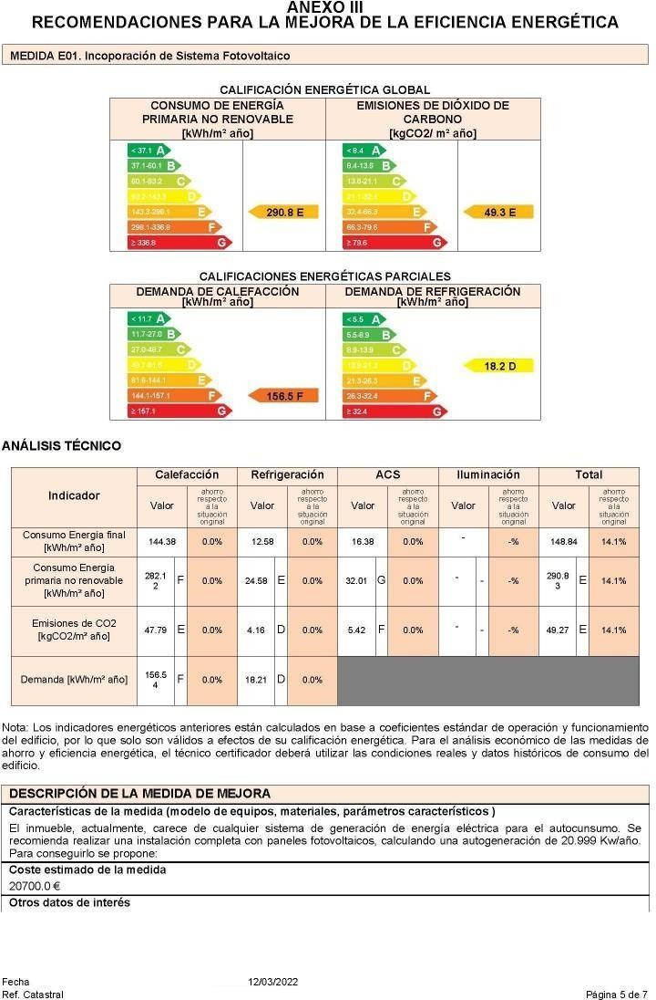 ANEXO III
RECOMENDACIONES PARA LA MEJORA DE LA EFICIENCIA ENERGÉTICA
MEDIDA E01. Incoporación de Sistema Fotovoltaico
CALIFICACIÓN ENERGÉTICA GLOBAL
CONSUMO DE ENERGÍA
PRIMARIA NO RENOVABLE
[kWh/m² año]
EMISIONES DE DIÓXIDO DE
CARBONO
[kgCO2/ m² año]
< 37.1 A
37.1-60.1 B
60.1-93.2 C
93.2-143.3 D
143.3-298.1 E
298.1-336.8 F
≥ 336.8 G
290.8 E
< 8.4 A
8.4-13.6 B
13.6-21.1 C
21.1-32.4 D
32.4-66.3 E
66.3-79.6 F
≥ 79.6 G
49.3 E
CALIFICACIONES ENERGÉTICAS PARCIALES
DEMANDA DE CALEFACCIÓN
[kWh/m² año]
DEMANDA DE REFRIGERACIÓN
[kWh/m² año]
< 11.7 A
11.7-27.0 B
27.0-48.7 C
48.7-81.6 D
81.6-144.1 E
144.1-157.1 F
≥ 157.1 G
156.5 F
< 5.5 A
5.5-8.9 B
8.9-13.9 C
13.9-21.3 D
21.3-26.3 E
26.3-32.4 F
≥ 32.4 G
18.2 D
ANÁLISIS TÉCNICO
Indicador
Calefacción Refrigeración ACS Iluminación Total
Valor ahorro respecto a la situación original Valor ahorro respecto a la situación original Valor ahorro respecto a la situación original Valor ahorro respecto a la situación original Valor ahorro respecto a la situación original
Consumo Energía final
[kWh/m² año]
144.38 0.0% 12.58 0.0% 16.38 0.0% - -% 148.84 14.1%
Consumo Energía
primaria no renovable
[kWh/m² año]
282.1
2 F 0.0% 24.58 E 0.0% 32.01 G 0.0% - - -% 290.8
3 E 14.1%
Emisiones de CO2
[kgCO2/m² año]
47.79 E 0.0% 4.16 D 0.0% 5.42 F 0.0% - - -% 49.27 E 14.1%
Demanda [kWh/m² año]
156.5
4 F 0.0% 18.21 D 0.0%
Nota: Los indicadores energéticos anteriores están calculados en base a coeficientes estándar de operación y funcionamiento
del edificio, por lo que solo son válidos a efectos de su calificación energética. Para el análisis económico de las medidas de
ahorro y eficiencia energética, el técnico certificador deberá utilizar las condiciones reales y datos históricos de consumo del
edificio.
DESCRIPCIÓN DE LA MEDIDA DE MEJORA
Características de la medida (modelo de equipos, materiales, parámetros característicos )
El inmueble, actualmente, carece de cualquier sistema de generación de energía eléctrica para el autocunsumo. Se
recomienda realizar una instalación completa con paneles fotovoltaicos, calculando una autogeneración de 20.999 Kw/año.
Para conseguirlo se propone:
Coste estimado de la medida
20700.0 €
Otros datos de interés
Fecha 12/03/2022
Ref. Catastral Página 5 de 7